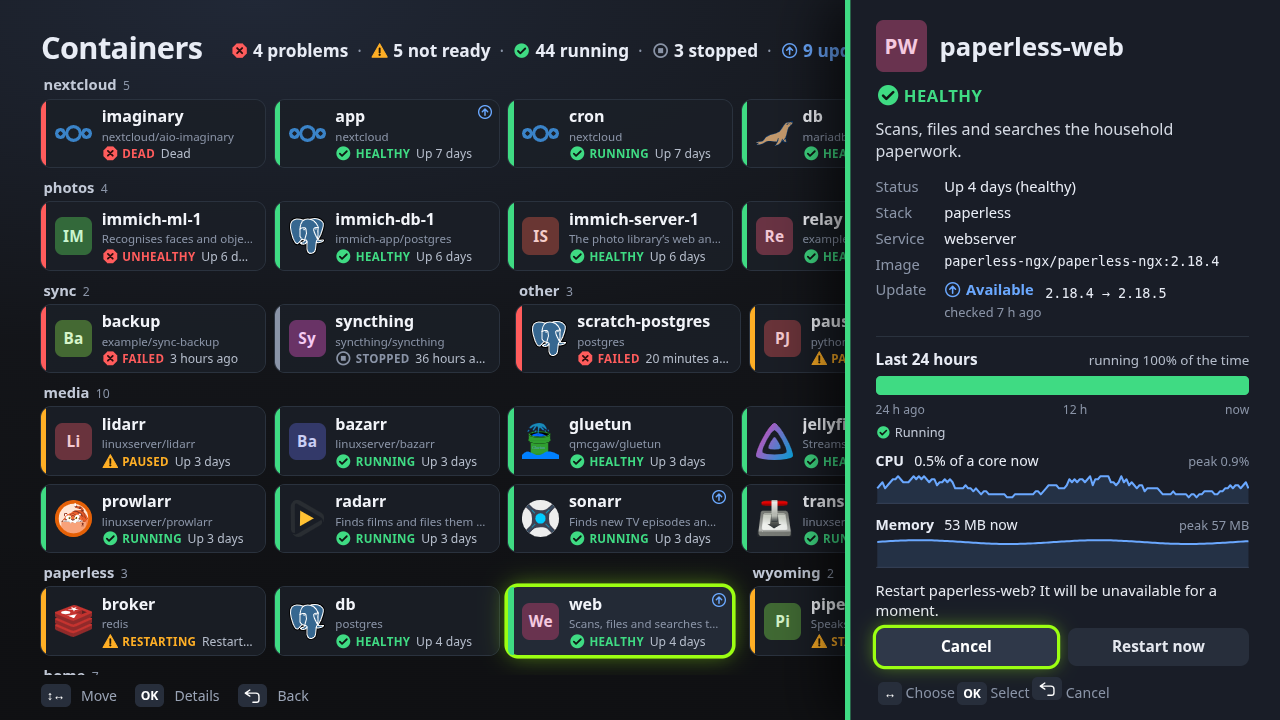 Containers
4 problems · 5 not ready · 44 running · 3 stopped · 9
nextcloud 5
imaginary
nextcloud/aio-imaginary
DEAD Dead
app
nextcloud
HEALTHY Up 7 days
cron
nextcloud
RUNNING Up 7 days
db
photos 4
IM
immich-ml-1
Recognises faces and obje…
UNHEALTHY Up 6 d…
immich-db-1
immich-app/postgres
HEALTHY Up 6 days
IS
immich-server-1
The photo library's web an…
HEALTHY Up 6 days
Re
relay
sync 2
Ba
backup
example/sync-backup
FAILED 3 hours ago
Sy
syncthing
syncthing/syncthing
STOPPED 36 hours a…
other 3
scratch-postgres
postgres
FAILED 20 minutes a…
PJ
media 10
Li
lidarr
linuxserver/lidarr
PAUSED Up 3 days
Ba
bazarr
linuxserver/bazarr
RUNNING Up 3 days
gluetun
qmcgaw/gluetun
HEALTHY Up 3 days
Streams
prowlarr
linuxserver/prowlarr
RUNNING Up 3 days
radarr
Finds films and files them …
RUNNING Up 3 days
sonarr
Finds new TV episodes an…
RUNNING Up 3 days
paperless 3
broker
redis
RESTARTING Restart…
db
postgres
HEALTHY Up 4 days
We
web
Scans, files and searches t…
HEALTHY Up 4 days
wyoming 2
Pi
↕↔ Move OK Details Back
PW
paperless-web
HEALTHY
Scans, files and searches the household
paperwork.
Status Up 4 days (healthy)
Stack paperless
Service webserver
Image paperless-ngx/paperless-ngx:2.18.4
Update Available 2.18.4 → 2.18.5
checked 7 h ago
Last 24 hours running 100% of the time
24 h ago 12 h now
Running
CPU 0.5% of a core now peak 0.9%
Memory 53 MB now peak 57 MB
Restart paperless-web? It will be unavailable for a
moment.
Cancel Restart now
↔ Choose OK Select Cancel